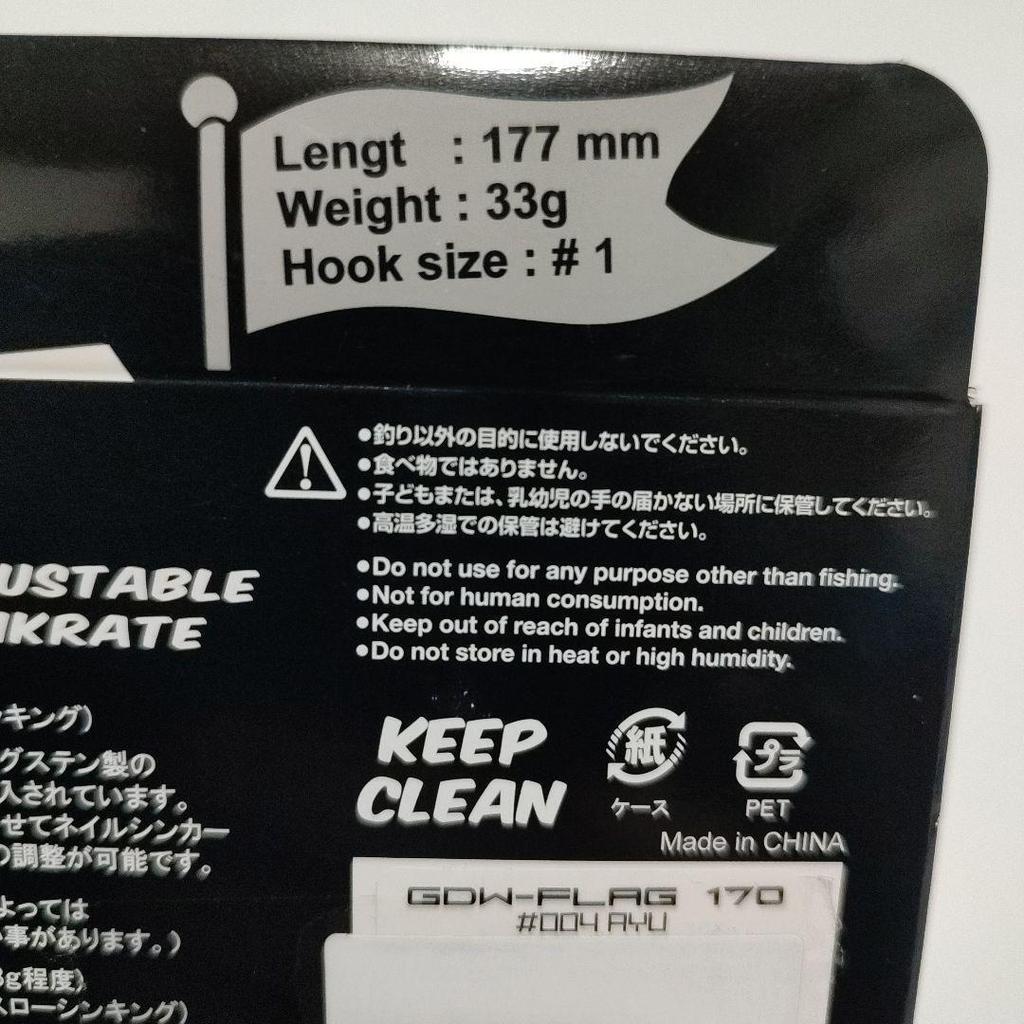 Lengt : 177 mm
Weight : 33g
Hook size : # 1
●釣り以外の目的に使用しないでください。
●食べ物ではありません。
●子どもまたは、乳幼児の手の届かない場所に保管してください。
●高温多湿での保管は避けてください。
●Do not use for any purpose other than fishing.
●Not for human consumption.
●Keep out of reach of infants and children.
●Do not store in heat or high humidity.
USTABLE
KRATE
キング)
グステン製の
入されています。
せてネイルシンカー
調整が可能です。
よっては
事があります。)
g程度)
スローシンキング)
KEEP
CLEAN
紙
ケース
プラ
PET
Made in CHINA
GDW-FLAG 170
#004 AYU